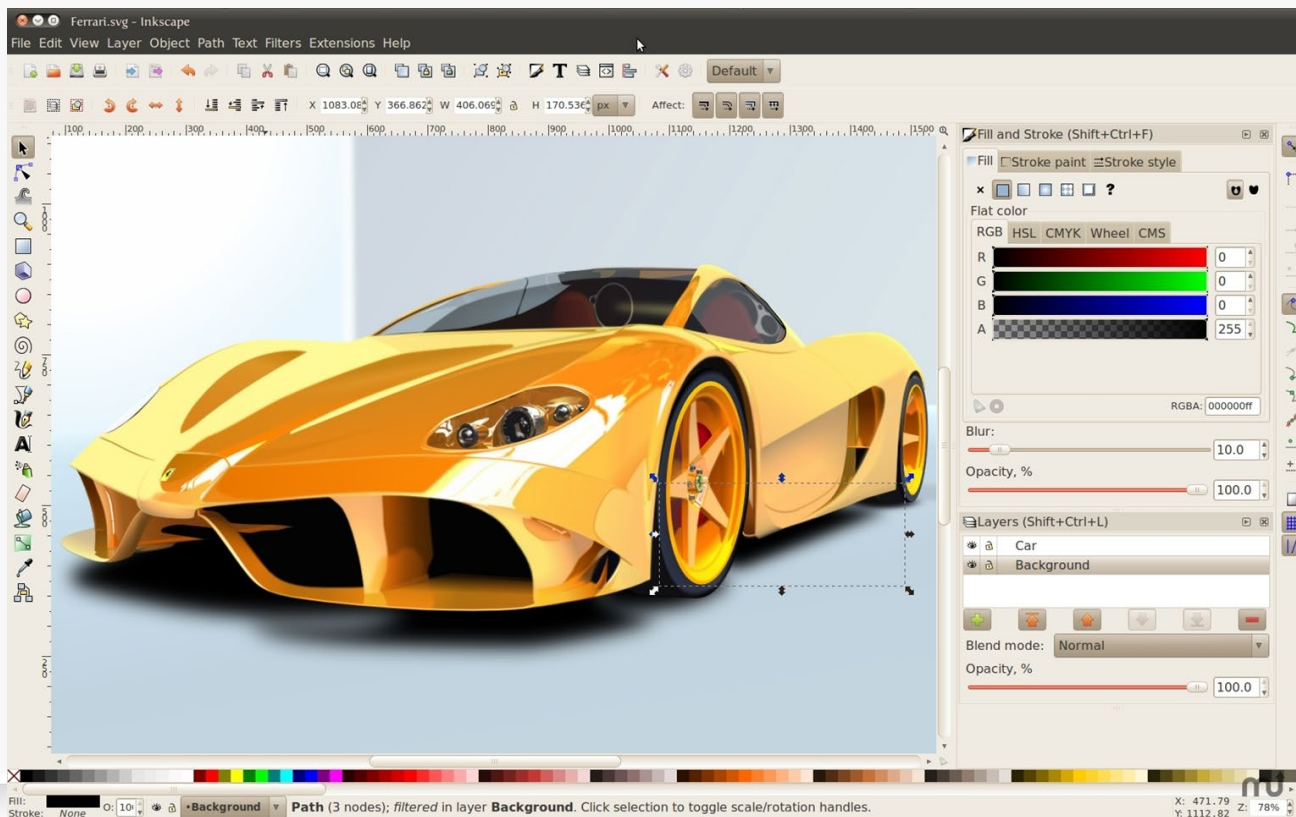 Ferrari.svg - Inkscape
File Edit View Layer Object Path Text Filters Extensions Help
Default
X 1083.08 Y 366.862 W 406.069 H 170.536 px Affect:
100 200 300 400 500 600 700 800 900 1000 1100 1200 1300 1400 1500
Fill and Stroke (Shift+Ctrl+F)
Fill Stroke paint Stroke style
?
Flat color
RGB HSL CMYK Wheel CMS
R 0
G 0
B 0
A 255
RGBA: 000000ff
Blur:
10.0
Opacity, %
100.0
Layers (Shift+Ctrl+L)
Car
Background
Blend mode: Normal
Opacity, %
100.0
mu
Fill: O: 10 •Background Path (3 nodes); filtered in layer Background. Click selection to toggle scale/rotation handles. X: 471.79 Z: 78%
Stroke: None Y: 1112.82